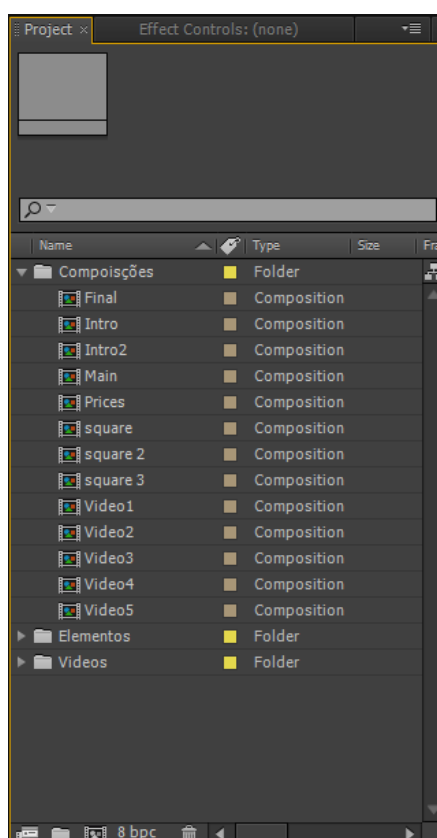 Project × Effect Controls: (none)
Name Type Size Fra
Compoisções Folder
Final Composition
Intro Composition
Intro2 Composition
Main Composition
Prices Composition
square Composition
square 2 Composition
square 3 Composition
Video1 Composition
Video2 Composition
Video3 Composition
Video4 Composition
Video5 Composition
Elementos Folder
Videos Folder
8 bpc